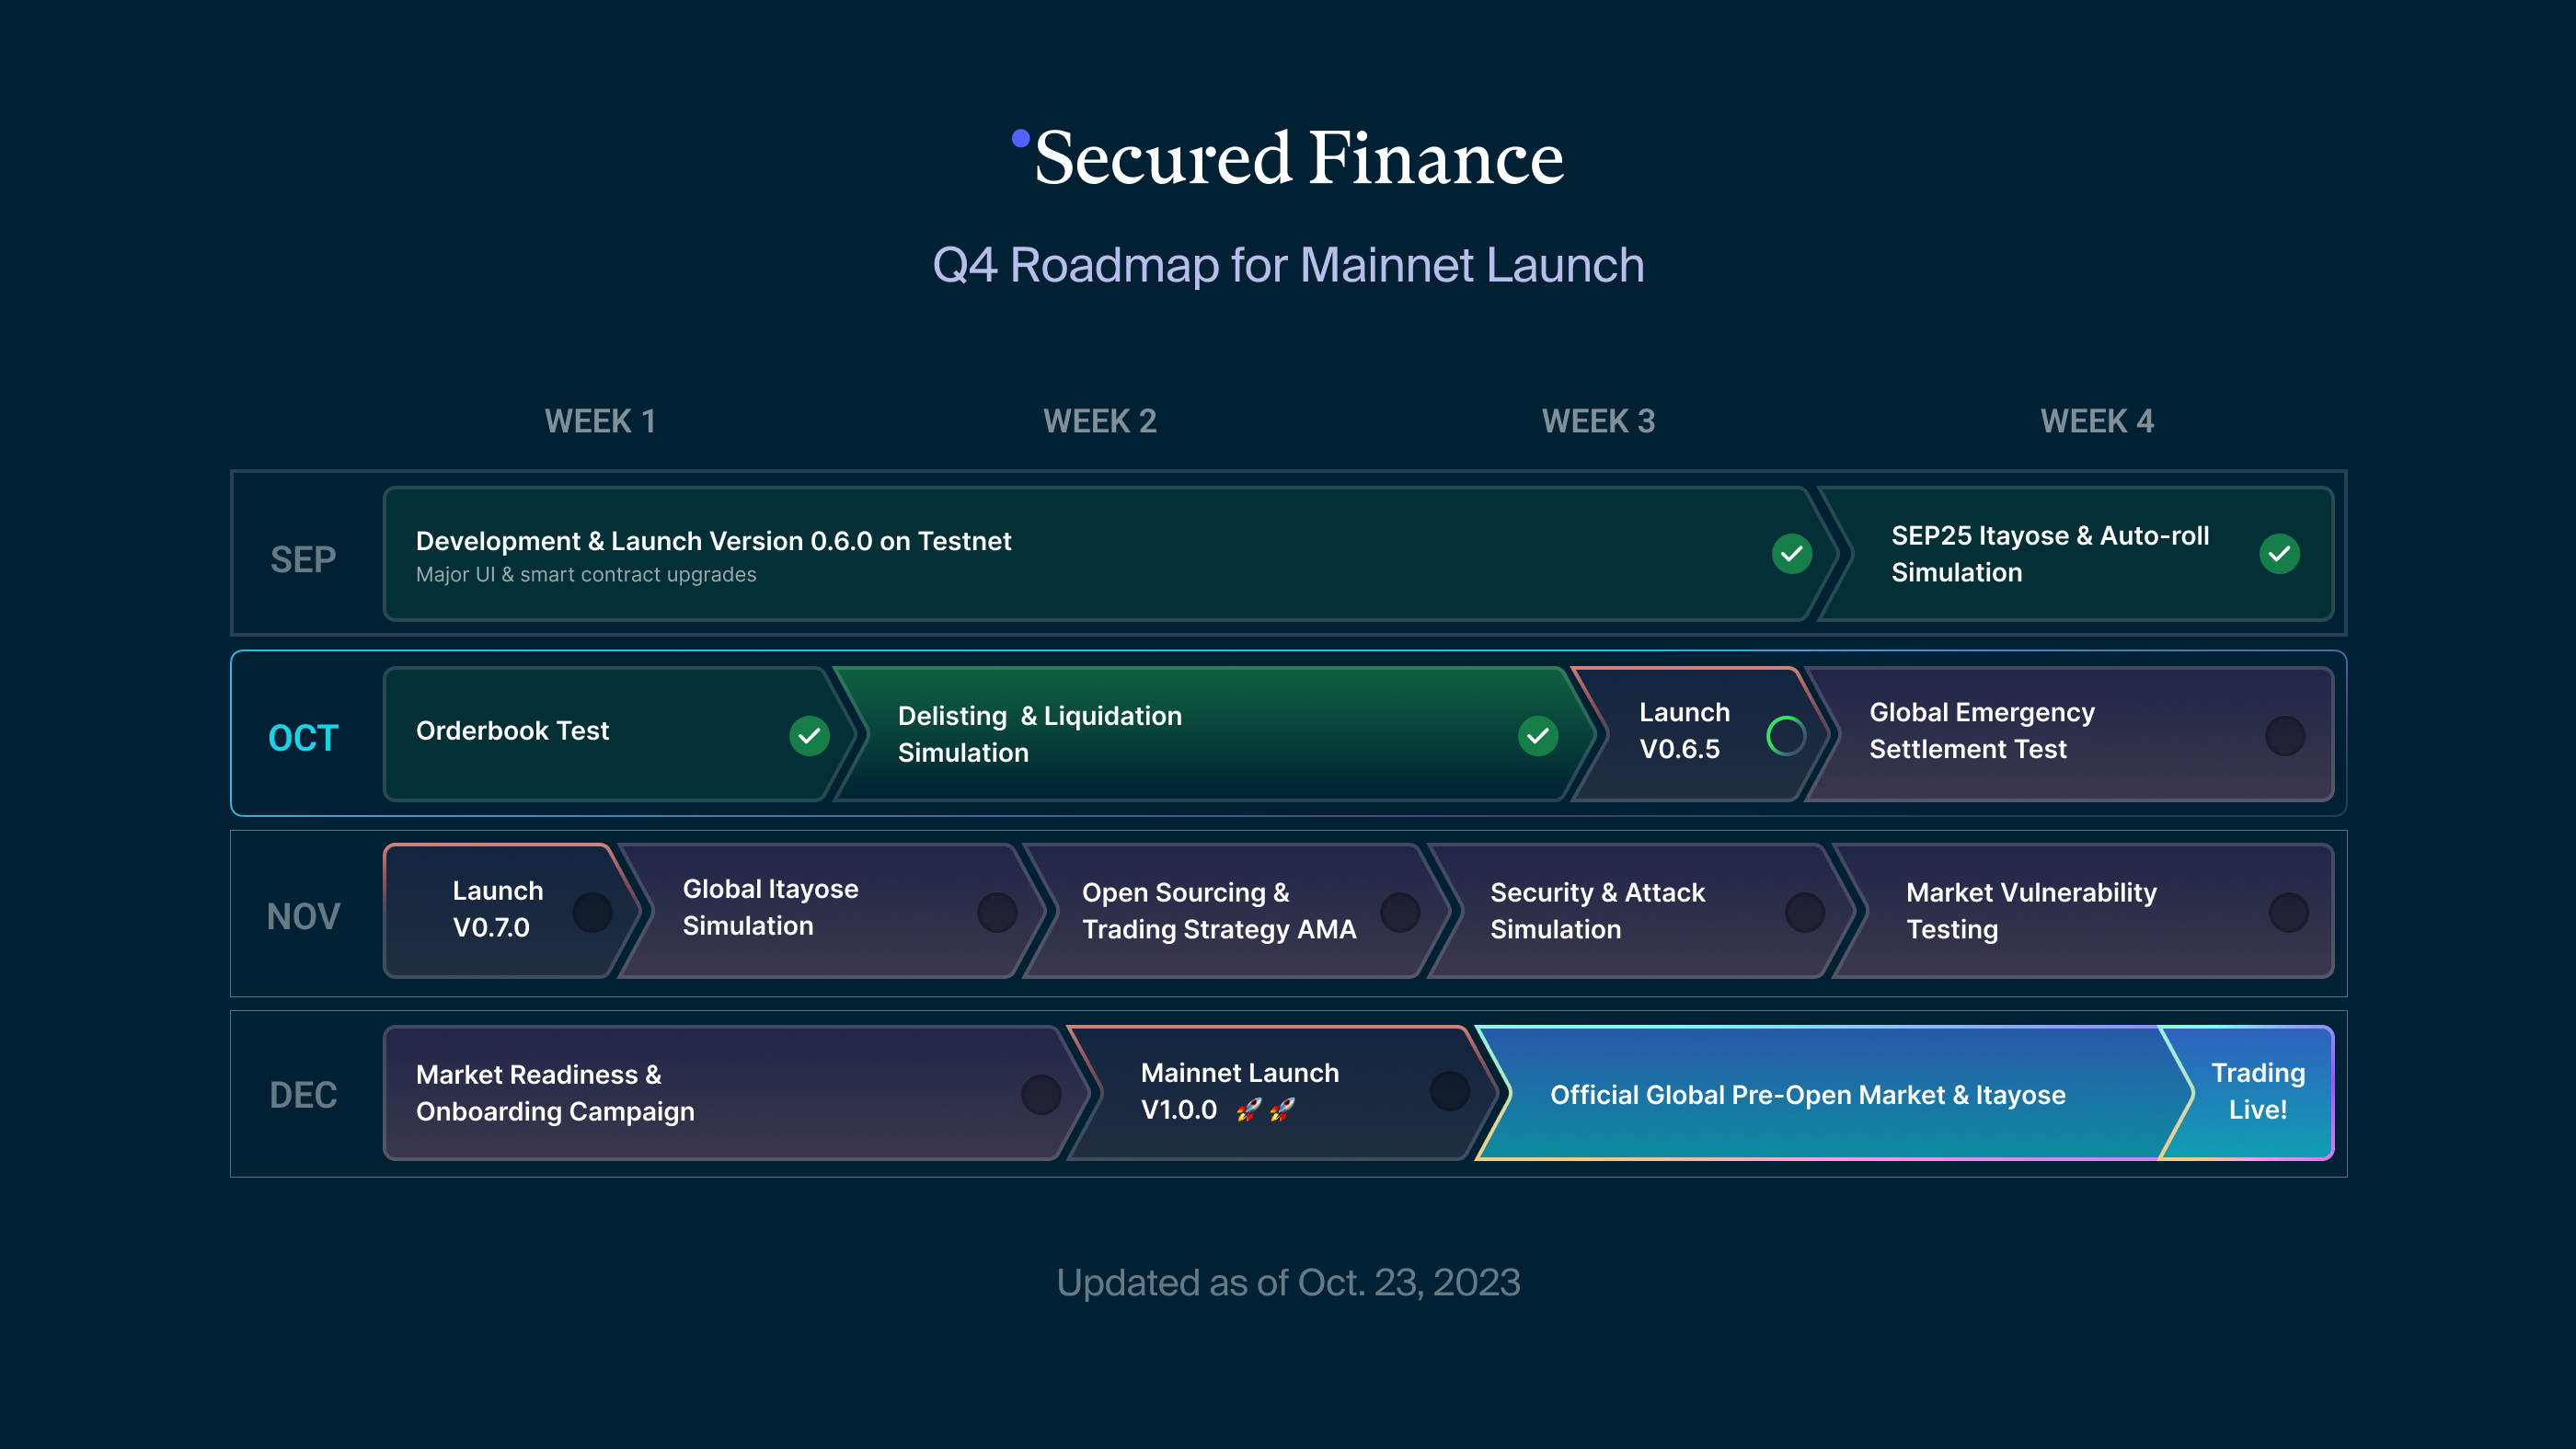 Secured Finance
Q4 Roadmap for Mainnet Launch
WEEK 1
WEEK 2
WEEK 3
WEEK 4
SEP
Development & Launch Version 0.6.0 on Testnet
Major UI & smart contract upgrades
SEP25 Itayose & Auto-roll
Simulation
OCT
Orderbook Test
Delisting & Liquidation
Simulation
Launch
V0.6.5
Global Emergency
Settlement Test
NOV
Launch
V0.7.0
Global Itayose
Simulation
Open Sourcing &
Trading Strategy AMA
Security & Attack
Simulation
Market Vulnerability
Testing
DEC
Market Readiness &
Onboarding Campaign
Mainnet Launch
V1.0.0 🚀🚀
Official Global Pre-Open Market & Itayose
Trading
Live!
Updated as of Oct. 23, 2023